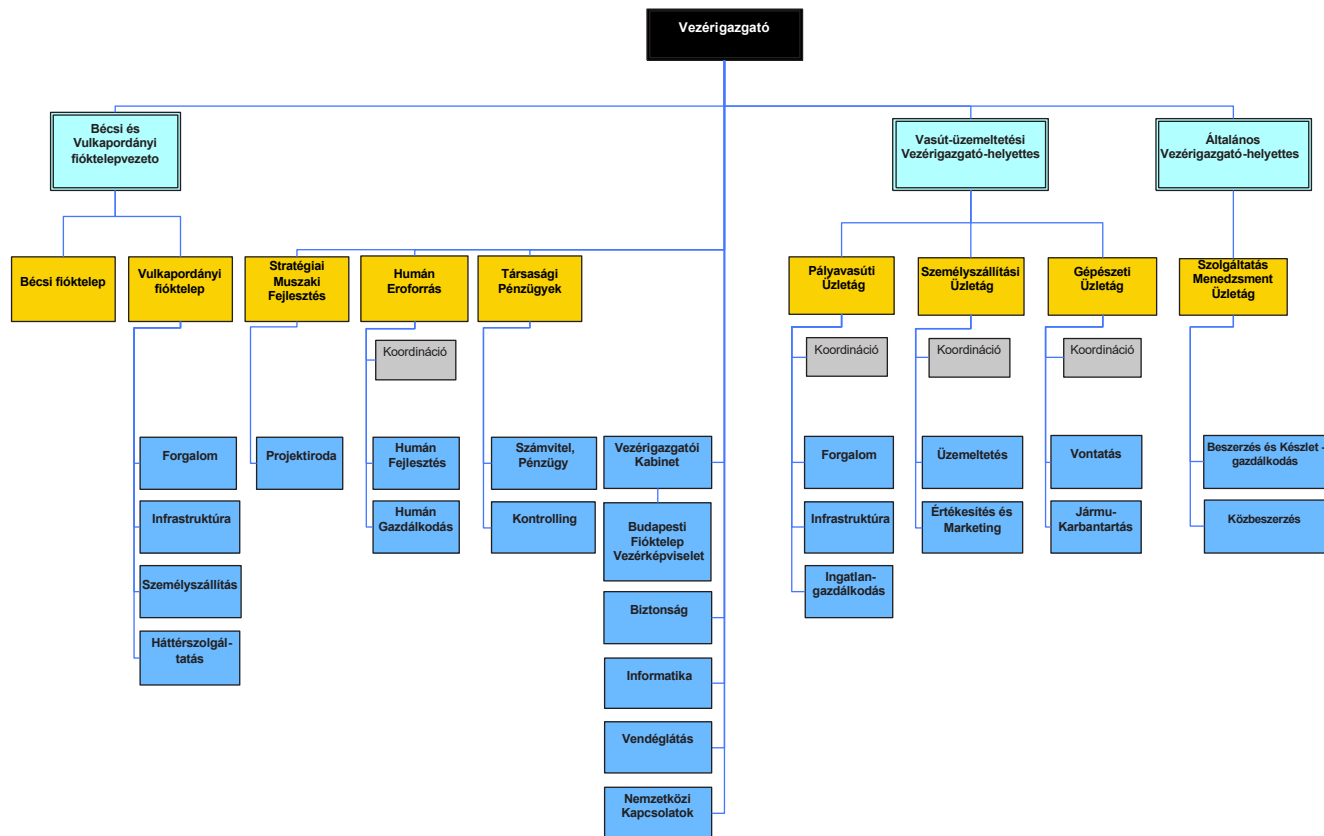 Vezérigazgató
Bécsi és
Vulkapordányi
fióktelepvezeto
Vasút-üzemeltetési
Vezérigazgató-helyettes
Általános
Vezérigazgató-helyettes
Bécsi fióktelep
Vulkapordányi
fióktelep
Stratégiai
Muszaki
Fejlesztés
Humán
Eroforrás
Társasági
Pénzügyek
Pályavasúti
Üzletág
Személyszállítási
Üzletág
Gépészeti
Üzletág
Szolgáltatás
Menedzsment
Üzletág
Koordináció
Koordináció
Koordináció
Koordináció
Forgalom
Projektiroda
Humán
Fejlesztés
Számvitel,
Pénzügy
Vezérigazgatói
Kabinet
Forgalom
Üzemeltetés
Vontatás
Beszerzés és Készlet -
gazdálkodás
Infrastruktúra
Humán
Gazdálkodás
Kontrolling
Budapesti
Fióktelep
Vezérképviselet
Infrastruktúra
Értékesítés és
Marketing
Jármu-
Karbantartás
Közbeszerzés
Személyszállítás
Biztonság
Ingatlan-
gazdálkodás
Háttérszolgál-
tatás
Informatika
Vendéglátás
Nemzetközi
Kapcsolatok